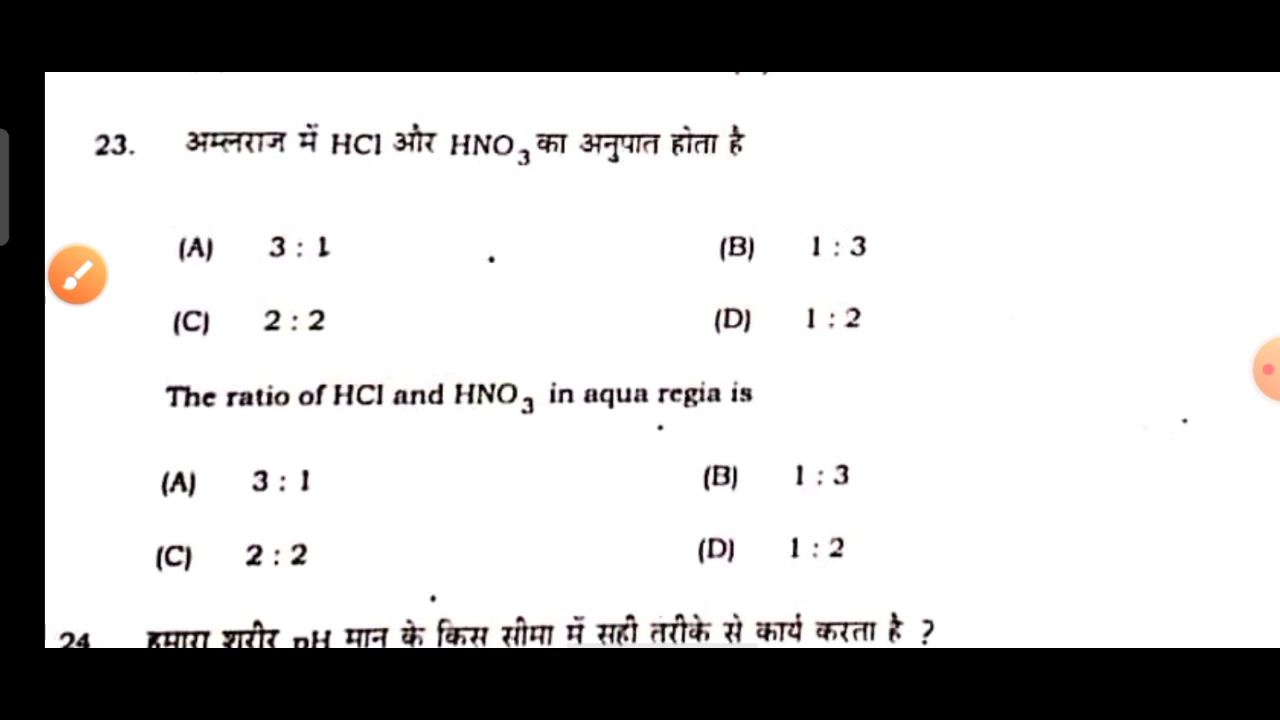 23. अम्लराज में HCl और HNO3 का अनुपात होता है
(A) 3 : 1 (B) 1 : 3
(C) 2 : 2 (D) 1 : 2
The ratio of HCl and HNO3 in aqua regia is
(A) 3 : 1 (B) 1 : 3
(C) 2 : 2 (D) 1 : 2
24 हमारा शरीर pH मान के किस सीमा में सही तरीके से कार्य करता है ?